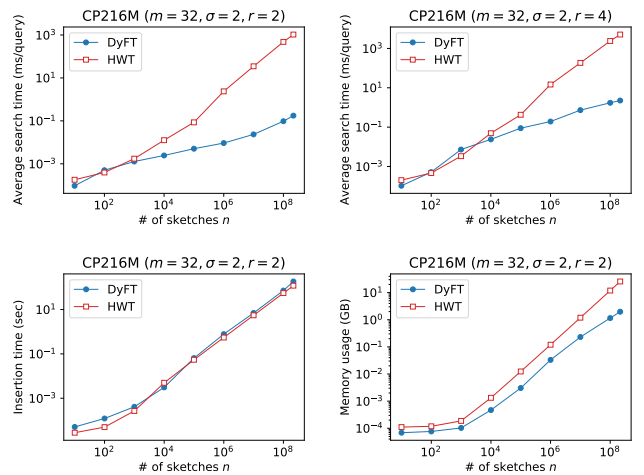 CP216M (m = 32, σ = 2, r = 2)
Average search time (ms/query)
10³
10¹
10⁻¹
10⁻³
DyFT
HWT
10² 10⁴ 10⁶ 10⁸
# of sketches n
CP216M (m = 32, σ = 2, r = 4)
Average search time (ms/query)
10³
10¹
10⁻¹
10⁻³
DyFT
HWT
10² 10⁴ 10⁶ 10⁸
# of sketches n
CP216M (m = 32, σ = 2, r = 2)
Insertion time (sec)
10¹
10⁻¹
10⁻³
DyFT
HWT
10² 10⁴ 10⁶ 10⁸
# of sketches n
CP216M (m = 32, σ = 2, r = 2)
Memory usage (GB)
10¹
10⁰
10⁻¹
10⁻²
10⁻³
10⁻⁴
DyFT
HWT
10² 10⁴ 10⁶ 10⁸
# of sketches n